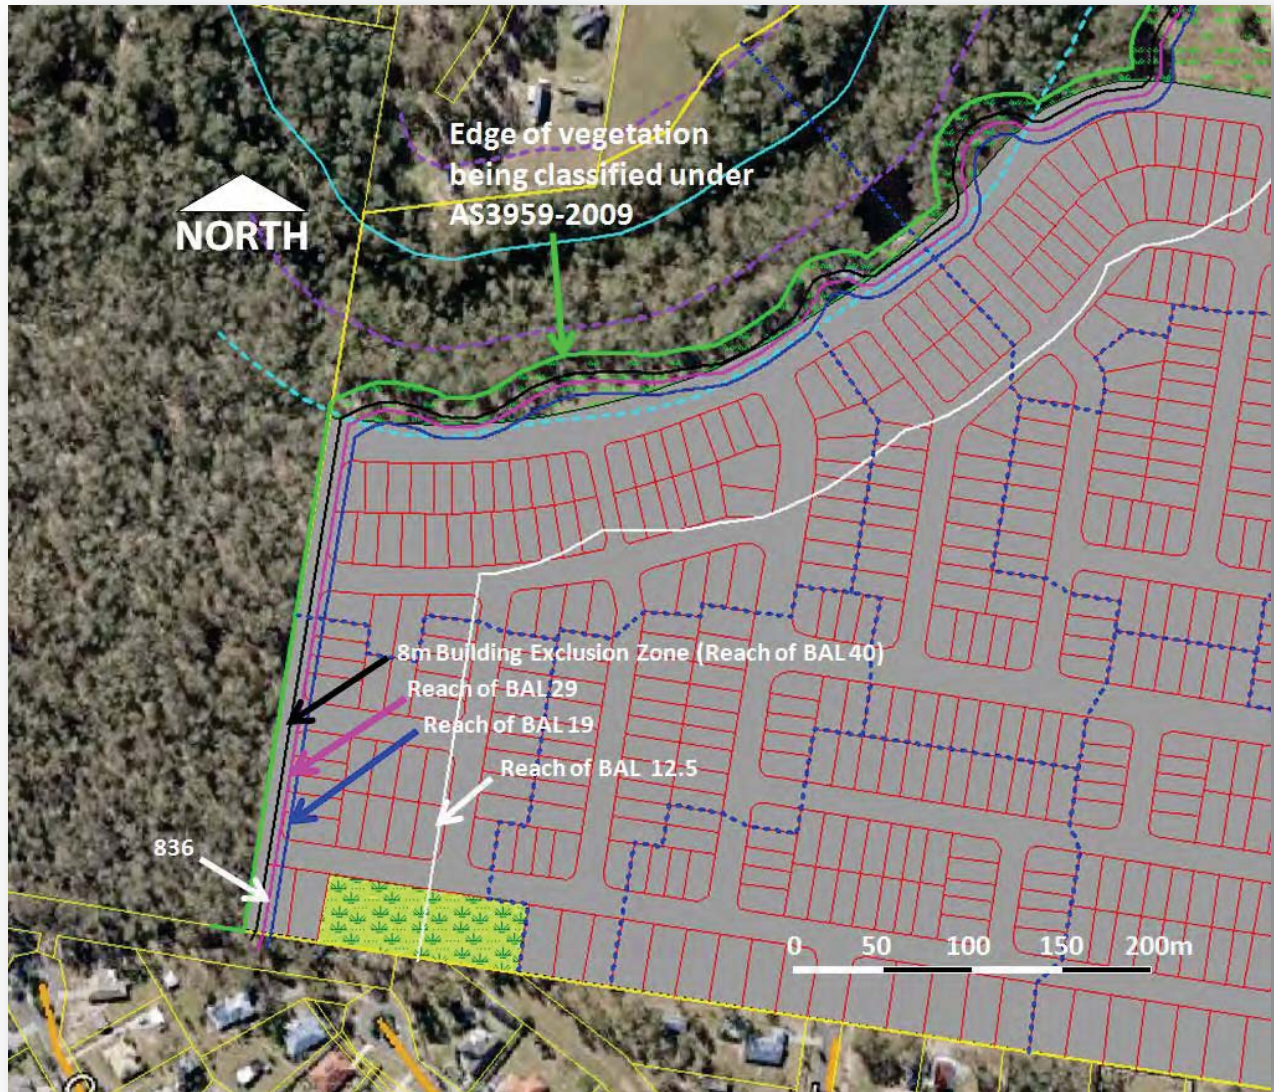 Edge of vegetation
being classified under
AS3959-2009
NORTH
8m Building Exclusion Zone (Reach of BAL 40)
Reach of BAL 29
Reach of BAL 19
Reach of BAL 12.5
836
0 50 100 150 200m